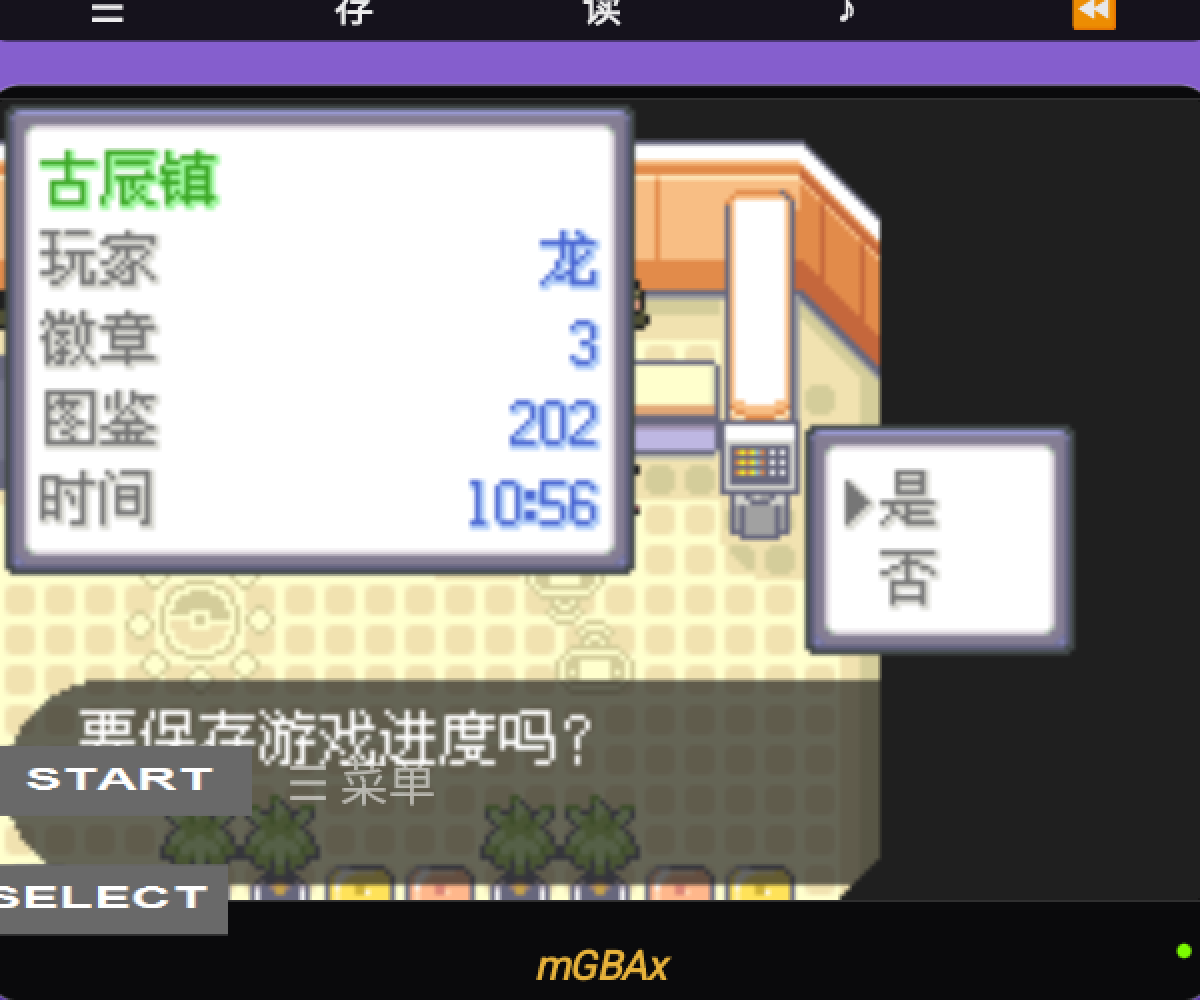 ☰ 存 读 ♪ ⏪
古辰镇
玩家 龙
徽章 3
图鉴 202
时间 10:56
▶是
否
要保存游戏进度吗？
START ☰ 菜单
SELECT
mGBAx